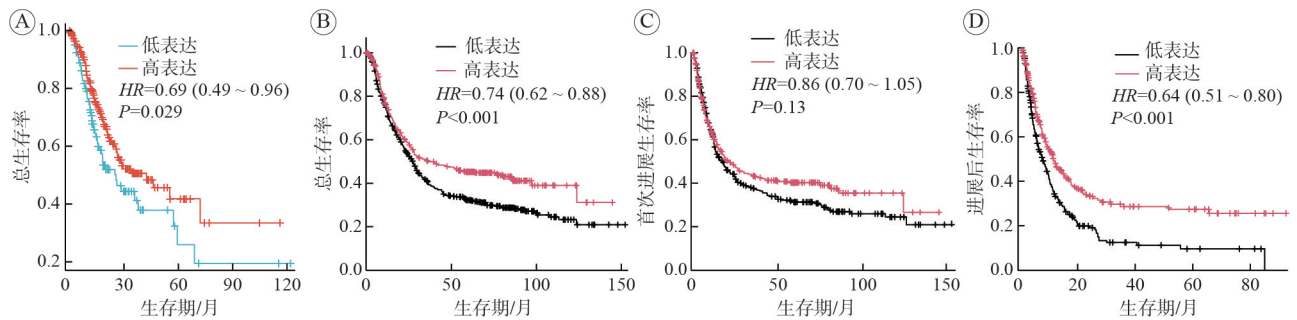 A
总生存率
1.0
0.8
0.6
0.4
0.2
低表达
高表达
HR=0.69 (0.49 ~ 0.96)
P=0.029
0 30 60 90 120
生存期/月
B
总生存率
1.0
0.8
0.6
0.4
0.2
0.0
低表达
高表达
HR=0.74 (0.62 ~ 0.88)
P<0.001
0 50 100 150
生存期/月
C
首次进展生存率
1.0
0.8
0.6
0.4
0.2
0.0
低表达
高表达
HR=0.86 (0.70 ~ 1.05)
P=0.13
0 50 100 150
生存期/月
D
进展后生存率
1.0
0.8
0.6
0.4
0.2
0.0
低表达
高表达
HR=0.64 (0.51 ~ 0.80)
P<0.001
0 20 40 60 80
生存期/月